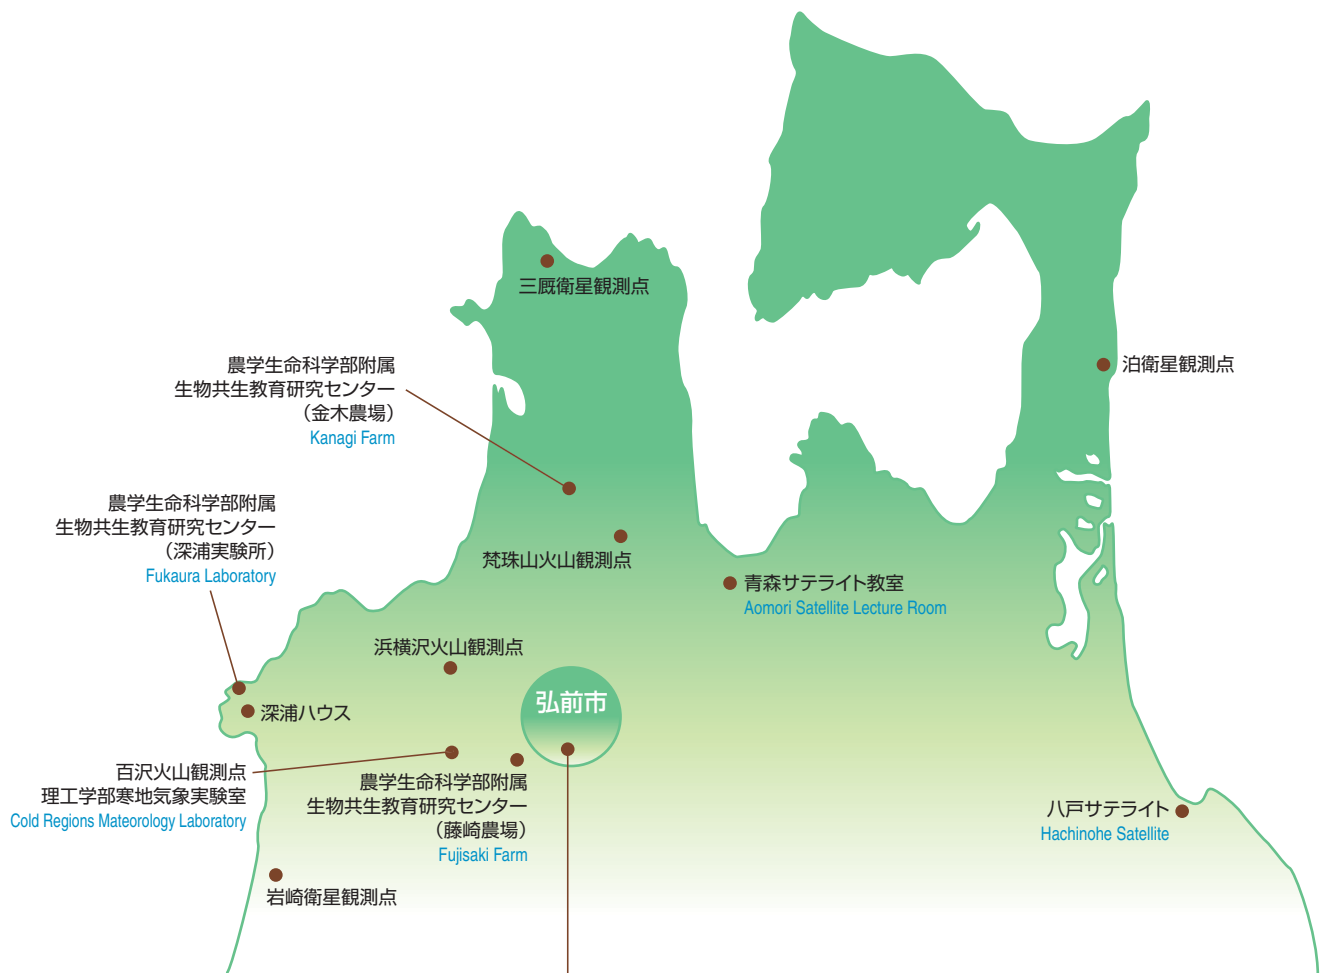 三厩衛星観測点
農学生命科学部附属
生物共生教育研究センター
（金木農場）
Kanagi Farm
泊衛星観測点
農学生命科学部附属
生物共生教育研究センター
（深浦実験所）
Fukaura Laboratory
梵珠山火山観測点
青森サテライト教室
Aomori Satellite Lecture Room
浜横沢火山観測点
弘前市
深浦ハウス
百沢火山観測点
理工学部寒地気象実験室
Cold Regions Mateorology Laboratory
農学生命科学部附属
生物共生教育研究センター
（藤崎農場）
Fujisaki Farm
八戸サテライト
Hachinohe Satellite
岩崎衛星観測点